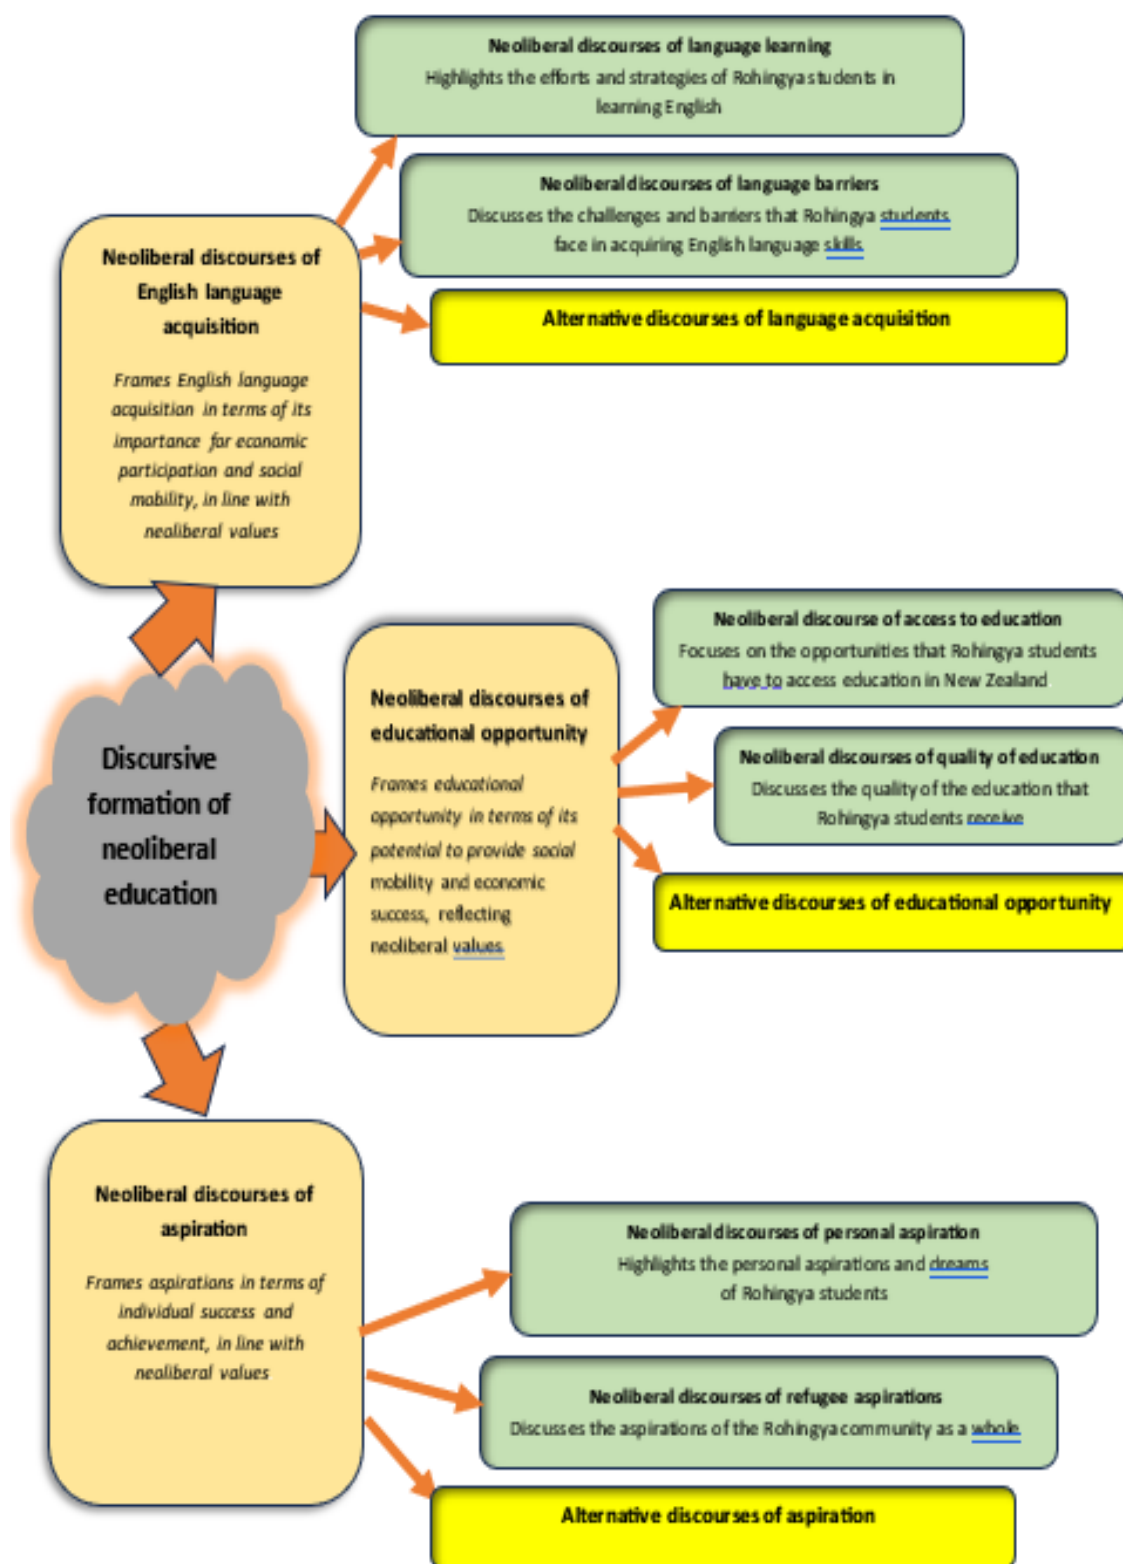 Neoliberal discourses of language learning
Highlights the efforts and strategies of Rohingya students in
learning English
Neoliberal discourses of language barriers
Discusses the challenges and barriers that Rohingya students
face in acquiring English language skills
Alternative discourses of language acquisition
Neoliberal discourses of
English language
acquisition
Frames English language
acquisition in terms of its
importance for economic
participation and social
mobility, in line with
neoliberal values
Discursive
formation of
neoliberal
education
Neoliberal discourses of
educational opportunity
Frames educational
opportunity in terms of its
potential to provide social
mobility and economic
success, reflecting
neoliberal values
Neoliberal discourse of access to education
Focuses on the opportunities that Rohingya students
have to access education in New Zealand
Neoliberal discourses of quality of education
Discusses the quality of the education that
Rohingya students receive
Alternative discourses of educational opportunity
Neoliberal discourses of
aspiration
Frames aspirations in terms of
individual success and
achievement, in line with
neoliberal values
Neoliberal discourses of personal aspiration
Highlights the personal aspirations and dreams
of Rohingya students
Neoliberal discourses of refugee aspirations
Discusses the aspirations of the Rohingya community as a whole
Alternative discourses of aspiration